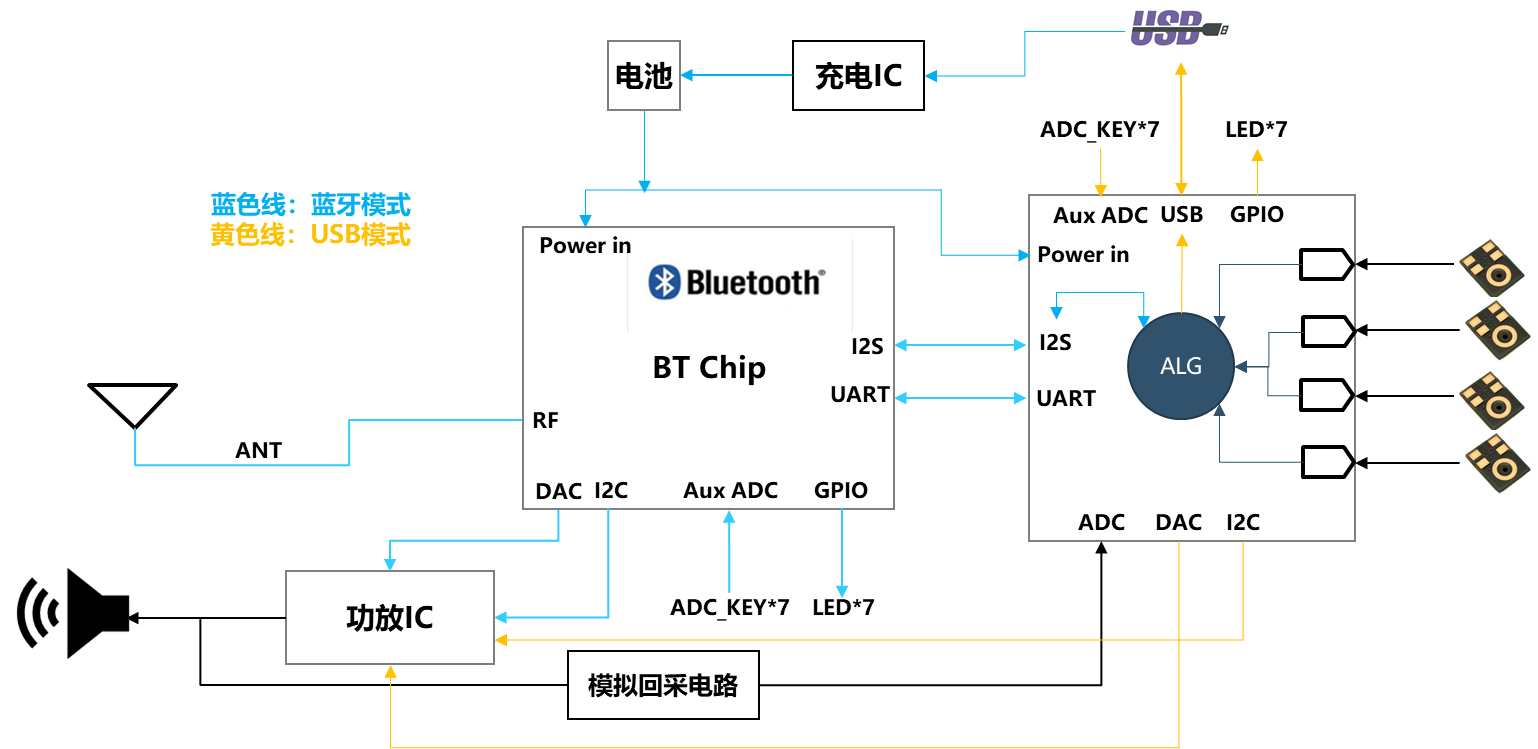 USB
电池
充电IC
ADC_KEY*7
LED*7
蓝色线：蓝牙模式
黄色线：USB模式
Aux ADC
USB
GPIO
Power in
Power in
Bluetooth®
I2S
I2S
BT Chip
ALG
UART
UART
RF
ANT
DAC
I2C
Aux ADC
GPIO
ADC
DAC
I2C
ADC_KEY*7
LED*7
功放IC
模拟回采电路